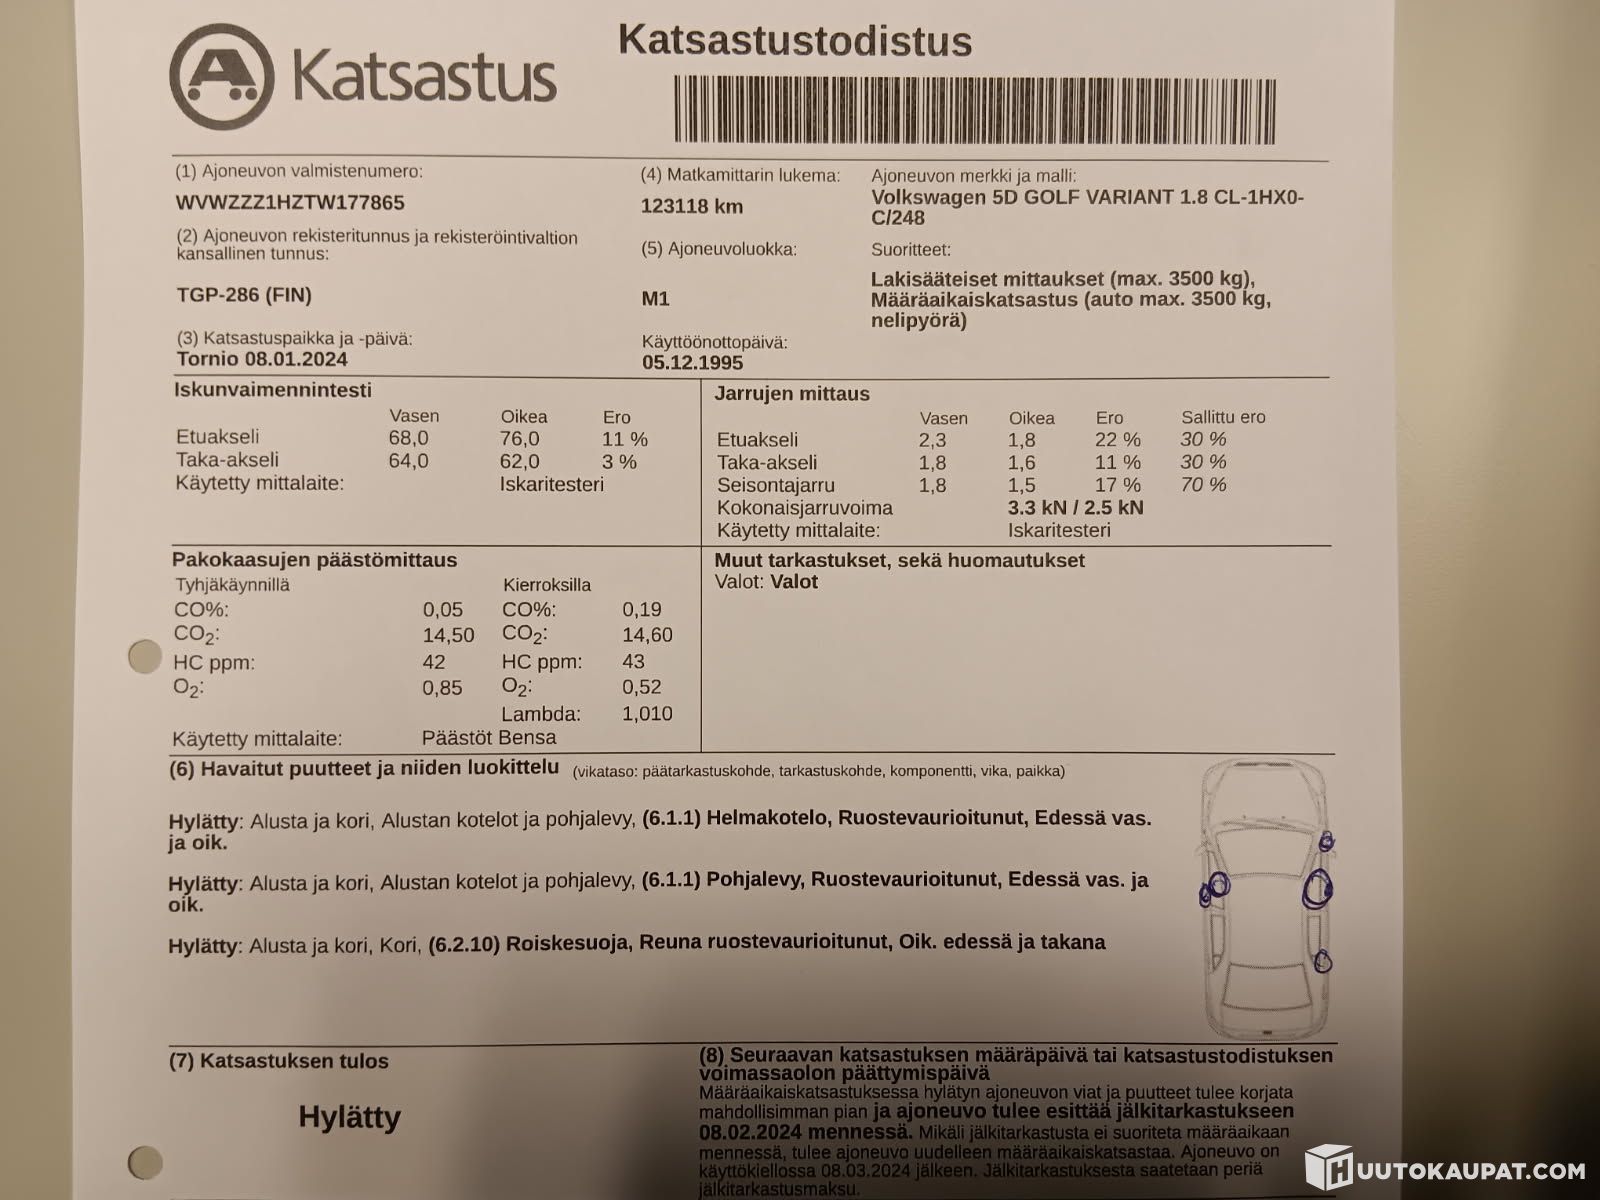 Katsastus
Katsastustodistus
(1) Ajoneuvon valmistenumero:
WVWZZZ1HZTW177865
(4) Matkamittarin lukema:
123118 km
Ajoneuvon merkki ja malli:
Volkswagen 5D GOLF VARIANT 1.8 CL-1HX0-
C/248
(2) Ajoneuvon rekisteritunnus ja rekisteröintivaltion
kansallinen tunnus:
TGP-286 (FIN)
(5) Ajoneuvoluokka:
M1
Suoritteet:
Lakisääteiset mittaukset (max. 3500 kg),
Määräaikaiskatsastus (auto max. 3500 kg,
nelipyörä)
(3) Katsastuspaikka ja -päivä:
Tornio 08.01.2024
Käyttöönottopäivä:
05.12.1995
Iskunvaimennintesti
Vasen Oikea Ero
Etuakseli 68,0 76,0 11 %
Taka-akseli 64,0 62,0 3 %
Käytetty mittalaite: Iskaritesteri
Jarrujen mittaus
Vasen Oikea Ero Sallittu ero
Etuakseli 2,3 1,8 22 % 30 %
Taka-akseli 1,8 1,6 11 % 30 %
Seisontajarru 1,8 1,5 17 % 70 %
Kokonaisjarruvoima 3.3 kN / 2.5 kN
Käytetty mittalaite: Iskaritesteri
Pakokaasujen päästömittaus
Tyhjäkäynnillä Kierroksilla
CO%: 0,05 CO%: 0,19
CO2: 14,50 CO2: 14,60
HC ppm: 42 HC ppm: 43
O2: 0,85 O2: 0,52
Lambda: 1,010
Käytetty mittalaite: Päästöt Bensa
Muut tarkastukset, sekä huomautukset
Valot: Valot
(6) Havaitut puutteet ja niiden luokittelu (vikataso: päätarkastuskohde, tarkastuskohde, komponentti, vika, paikka)
Hylätty: Alusta ja kori, Alustan kotelot ja pohjalevy, (6.1.1) Helmakotelo, Ruostevaurioitunut, Edessä vas.
ja oik.
Hylätty: Alusta ja kori, Alustan kotelot ja pohjalevy, (6.1.1) Pohjalevy, Ruostevaurioitunut, Edessä vas. ja
oik.
Hylätty: Alusta ja kori, Kori, (6.2.10) Roiskesuoja, Reuna ruostevaurioitunut, Oik. edessä ja takana
(7) Katsastuksen tulos
Hylätty
(8) Seuraavan katsastuksen määräpäivä tai katsastustodistuksen
voimassaolon päättymispäivä
Määräaikaiskatsastuksessa hylätyn ajoneuvon viat ja puutteet tulee korjata
mahdollisimman pian ja ajoneuvo tulee esittää jälkitarkastukseen
08.02.2024 mennessä. Mikäli jälkitarkastusta ei suoriteta määräaikaan
mennessä, tulee ajoneuvo uudelleen määräaikaiskatsastaa. Ajoneuvo on
käyttökiellossa 08.03.2024 jälkeen. Jälkitarkastuksesta saatetaan periä
jälkitarkastusmaksu.
HUUTOKAUPAT.COM